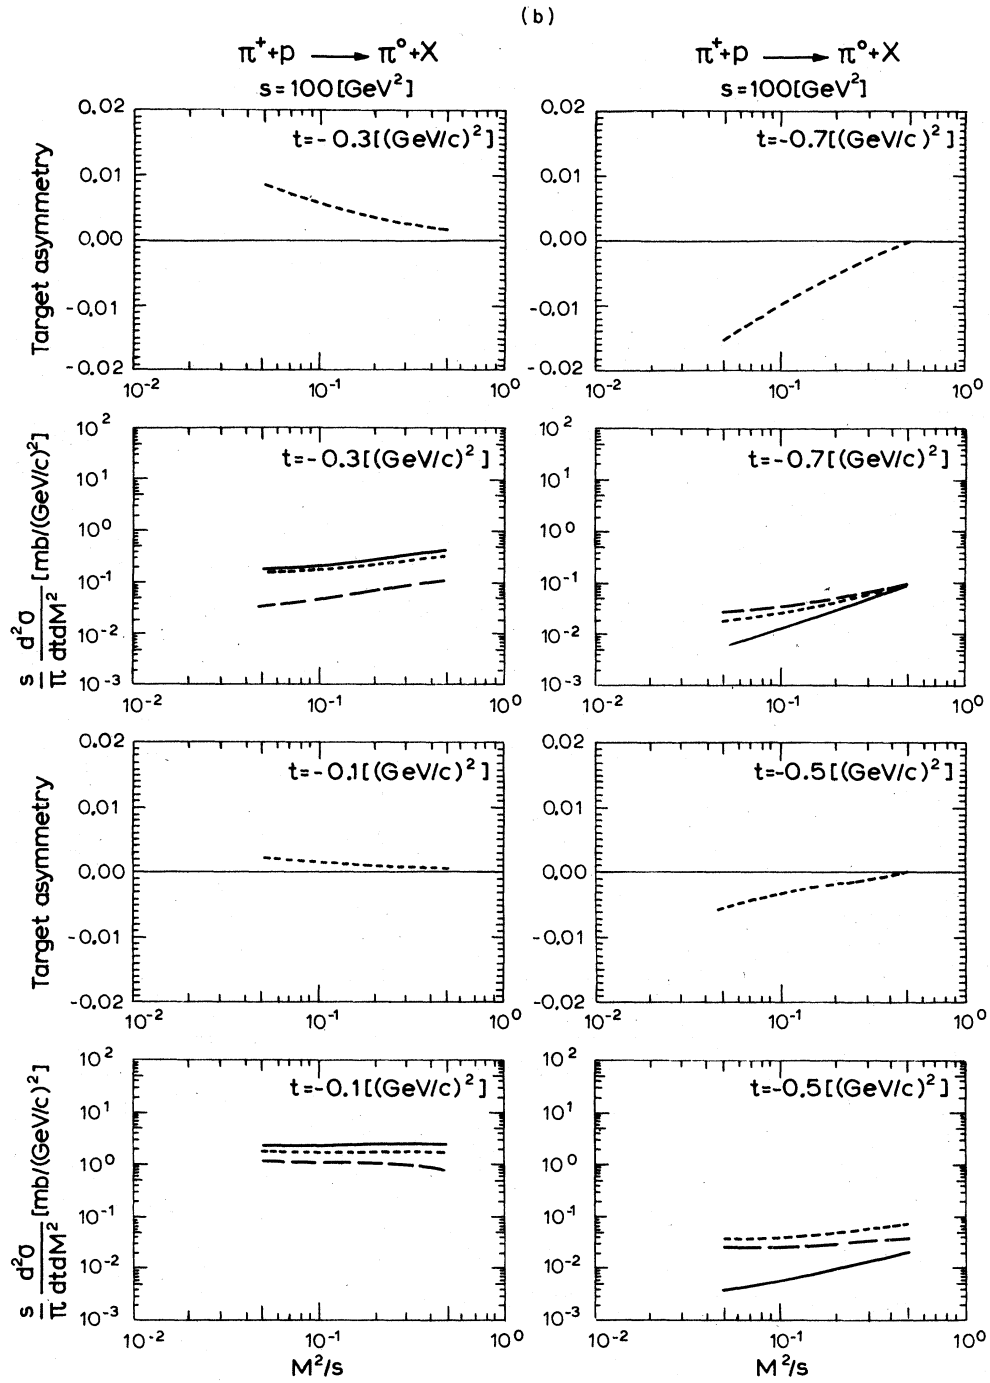 (b)
π⁺+p ⟶ π⁰+X
s=100[GeV²]
π⁺+p ⟶ π⁰+X
s=100[GeV²]
Target asymmetry
0.02
0.01
0.00
-0.01
-0.02
t=-0.3[(GeV/c)²]
10⁻² 10⁻¹ 10⁰
0.02
0.01
0.00
-0.01
-0.02
t=-0.7[(GeV/c)²]
10⁻² 10⁻¹ 10⁰
s/π d²σ/dtdM² [mb/(GeV/c)²]
10²
10¹
10⁰
10⁻¹
10⁻²
10⁻³
t=-0.3[(GeV/c)²]
10⁻² 10⁻¹ 10⁰
10²
10¹
10⁰
10⁻¹
10⁻²
10⁻³
t=-0.7[(GeV/c)²]
10⁻² 10⁻¹ 10⁰
Target asymmetry
0.02
0.01
0.00
-0.01
-0.02
t=-0.1[(GeV/c)²]
10⁻² 10⁻¹ 10⁰
0.02
0.01
0.00
-0.01
-0.02
t=-0.5[(GeV/c)²]
10⁻² 10⁻¹ 10⁰
s/π d²σ/dtdM² [mb/(GeV/c)²]
10²
10¹
10⁰
10⁻¹
10⁻²
10⁻³
t=-0.1[(GeV/c)²]
10⁻² 10⁻¹ 10⁰
M²/s
10²
10¹
10⁰
10⁻¹
10⁻²
10⁻³
t=-0.5[(GeV/c)²]
10⁻² 10⁻¹ 10⁰
M²/s